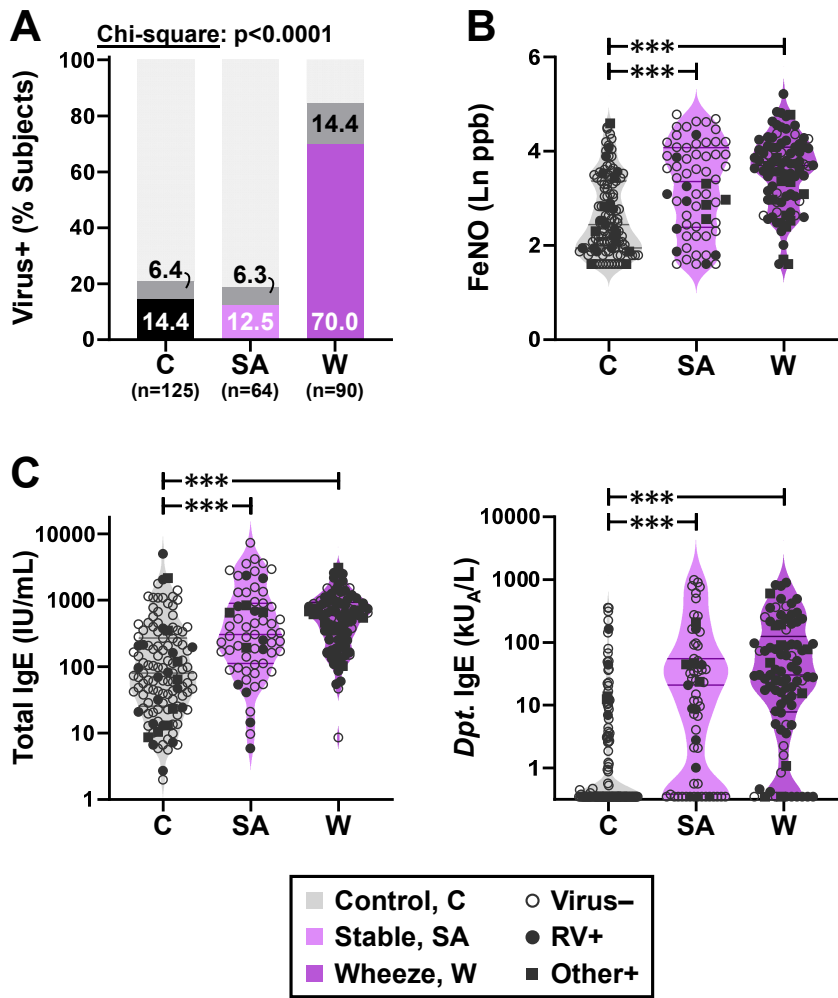 A
Chi-square: p<0.0001
Virus+ (% Subjects)
100
80
60
40
20
0
6.4
14.4
6.3
12.5
14.4
70.0
C
SA
W
(n=125)
(n=64)
(n=90)
B
***
***
FeNO (Ln ppb)
6
4
2
0
C
SA
W
C
***
***
Total IgE (IU/mL)
10000
1000
100
10
1
C
SA
W
***
***
Dpt. IgE (kUA/L)
10000
1000
100
10
1
C
SA
W
Control, C
Virus–
Stable, SA
RV+
Wheeze, W
Other+